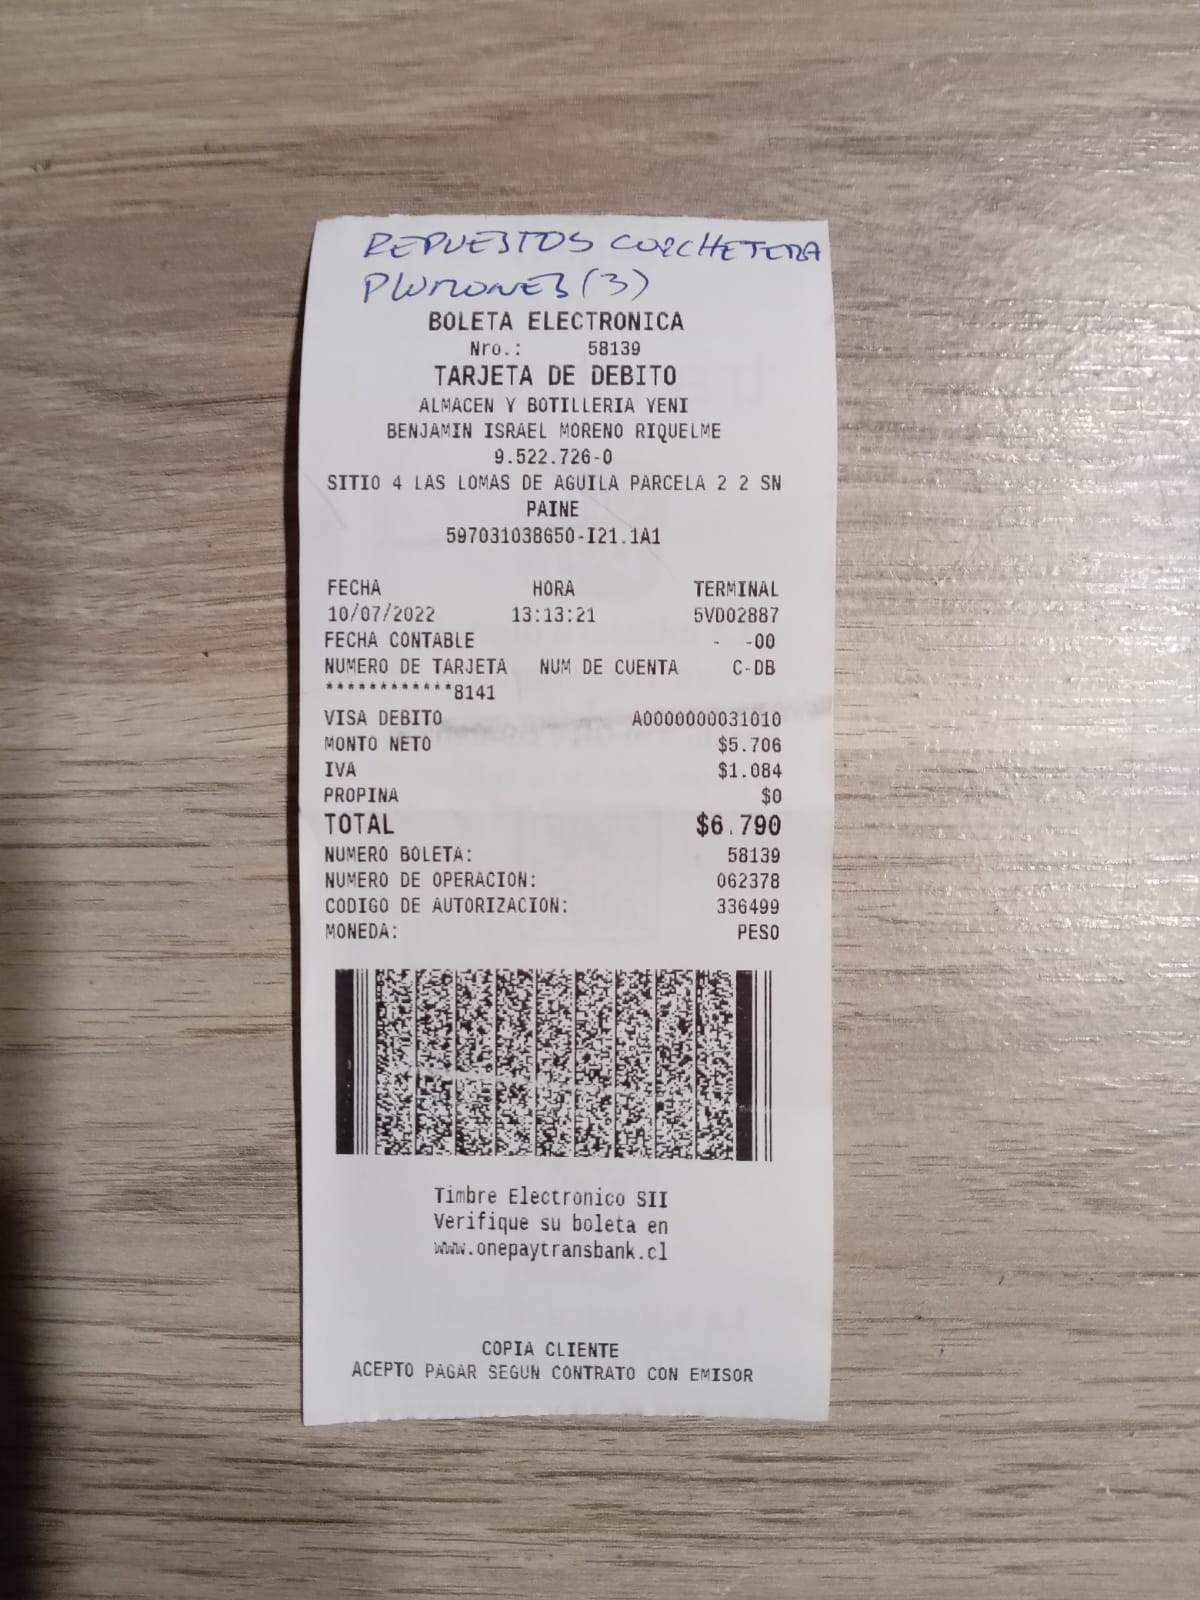 REPUESTOS CORCHETERA
PLUMONES (3)
BOLETA ELECTRONICA
Nro.: 58139
TARJETA DE DEBITO
ALMACEN Y BOTILLERIA YENI
BENJAMIN ISRAEL MORENO RIQUELME
9.522.726-0
SITIO 4 LAS LOMAS DE AGUILA PARCELA 2 2 SN
PAINE
597031038650-I21.1A1
FECHA HORA TERMINAL
10/07/2022 13:13:21 5VD02887
FECHA CONTABLE - -00
NUMERO DE TARJETA NUM DE CUENTA C-DB
************8141
VISA DEBITO A0000000031010
MONTO NETO $5.706
IVA $1.084
PROPINA $0
TOTAL $6.790
NUMERO BOLETA: 58139
NUMERO DE OPERACION: 062378
CODIGO DE AUTORIZACION: 336499
MONEDA: PESO
Timbre Electronico SII
Verifique su boleta en
www.onepaytransbank.cl
COPIA CLIENTE
ACEPTO PAGAR SEGUN CONTRATO CON EMISOR